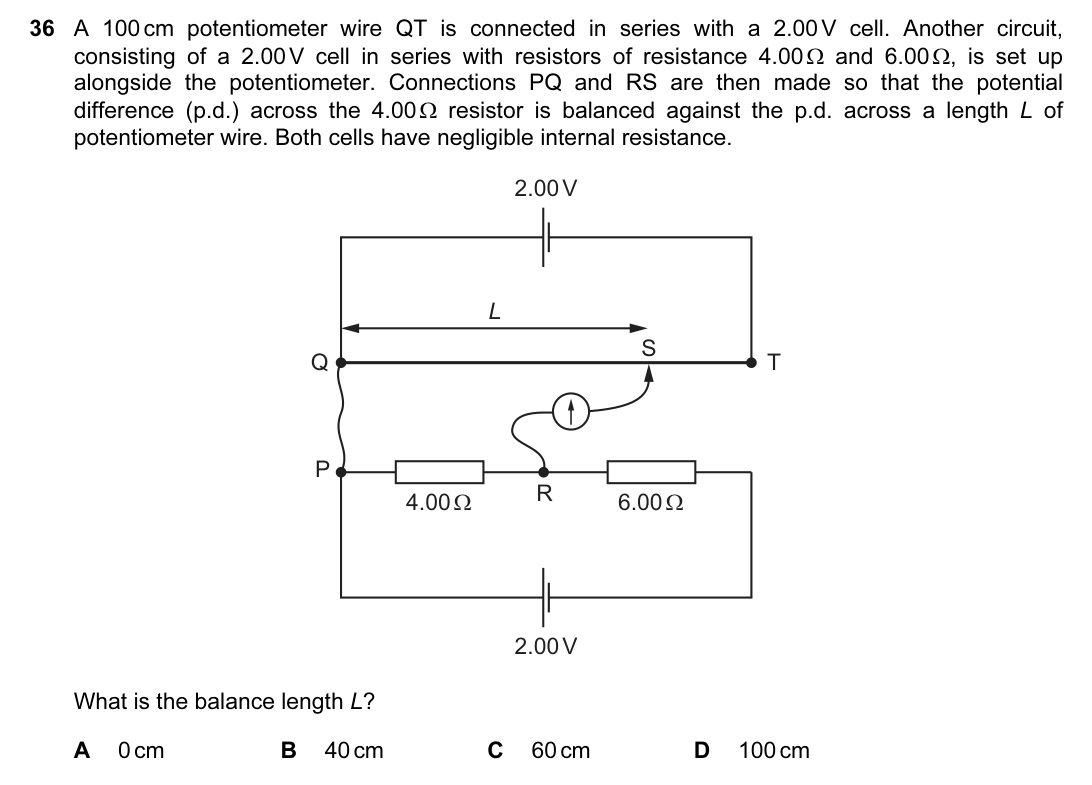 36 A 100 cm potentiometer wire QT is connected in series with a 2.00 V cell. Another circuit,
consisting of a 2.00 V cell in series with resistors of resistance 4.00 Ω and 6.00 Ω, is set up
alongside the potentiometer. Connections PQ and RS are then made so that the potential
difference (p.d.) across the 4.00 Ω resistor is balanced against the p.d. across a length L of
potentiometer wire. Both cells have negligible internal resistance.
2.00 V
L
S
Q
T
P
R
4.00 Ω
6.00 Ω
2.00 V
What is the balance length L?
A 0 cm B 40 cm C 60 cm D 100 cm